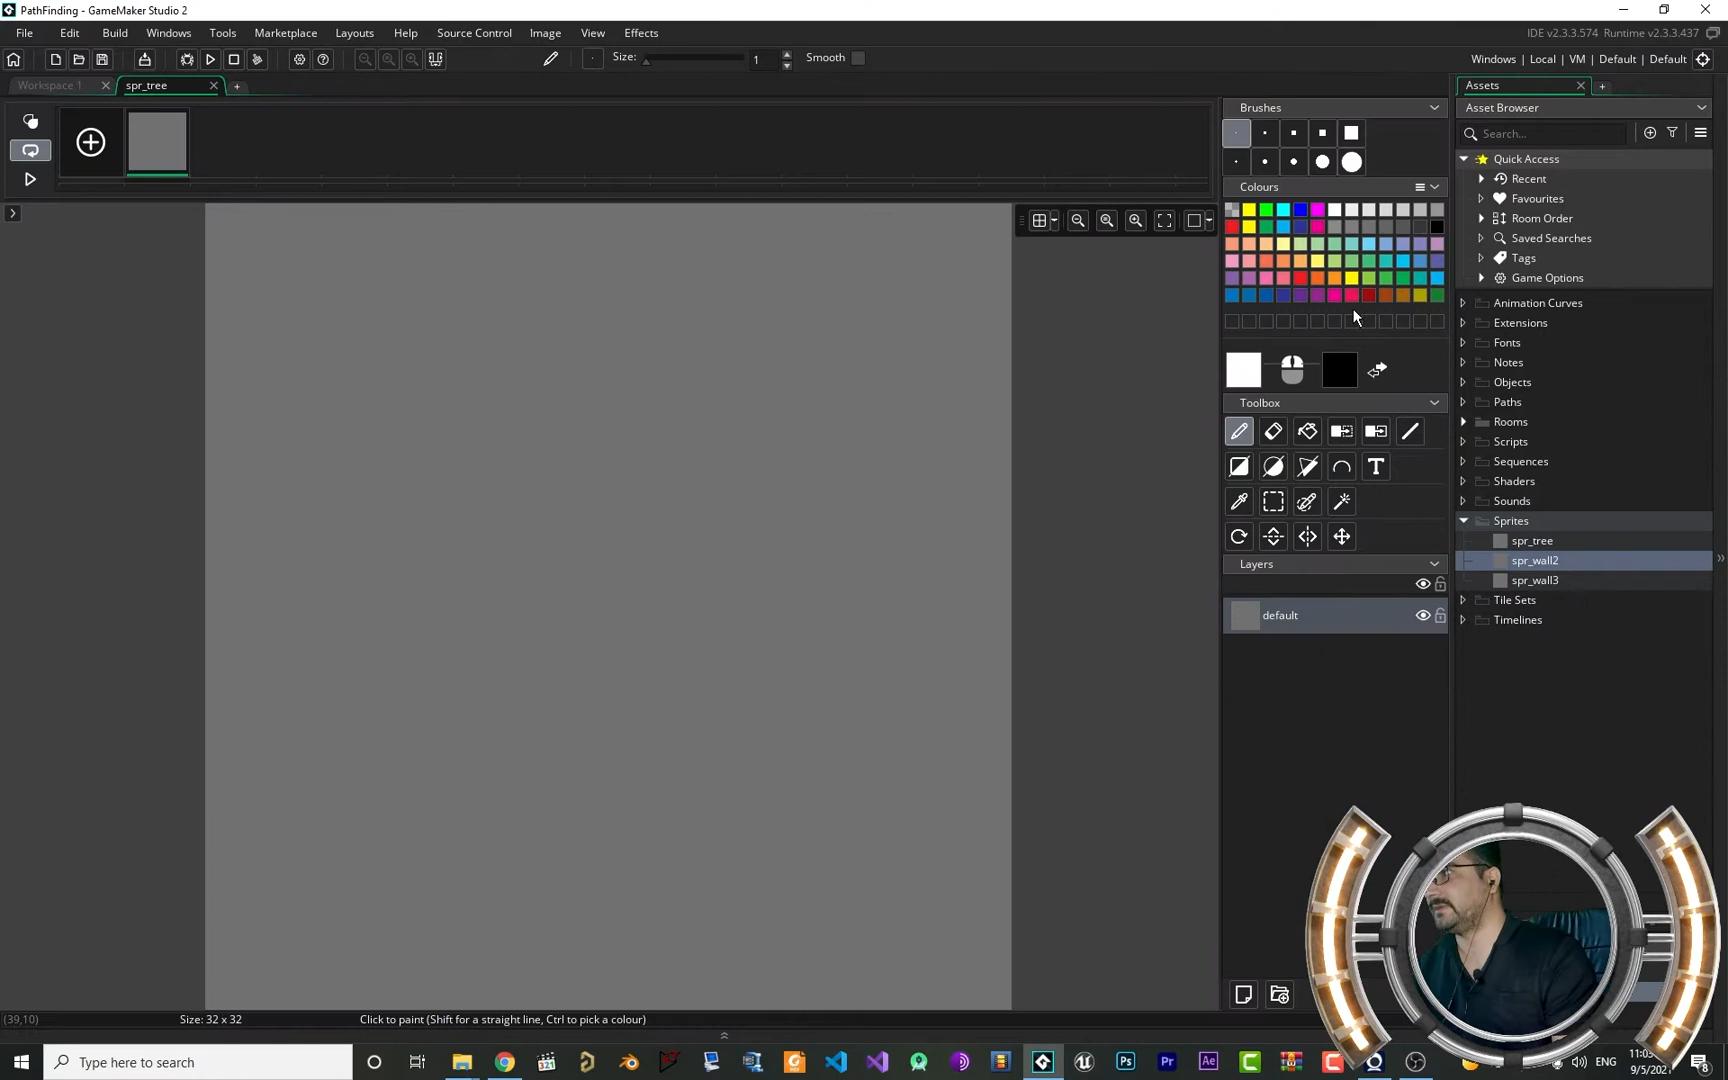 PathFinding - GameMaker Studio 2
File Edit Build Windows Tools Help Marketplace Layouts Source Control Image View Effects
IDE v2.3.3.574 Runtime v2.3.3.437
Size: 1 Smooth
Windows | Local | VM | Default | Default
Workspace 1
spr_tree
Brushes
Colours
Toolbox
T
Layers
default
Assets
Asset Browser
Search...
Quick Access
Recent
Favourites
Room Order
Saved Searches
Tags
Game Options
Animation Curves
Extensions
Fonts
Notes
Objects
Paths
Rooms
Scripts
Sequences
Shaders
Sounds
Sprites
spr_tree
spr_wall2
spr_wall3
Tile Sets
Timelines
(39,10)
Size: 32 x 32
Click to paint (Shift for a straight line, Ctrl to pick a colour)
Type here to search
321
Ps
Pr
Ae
ENG
8